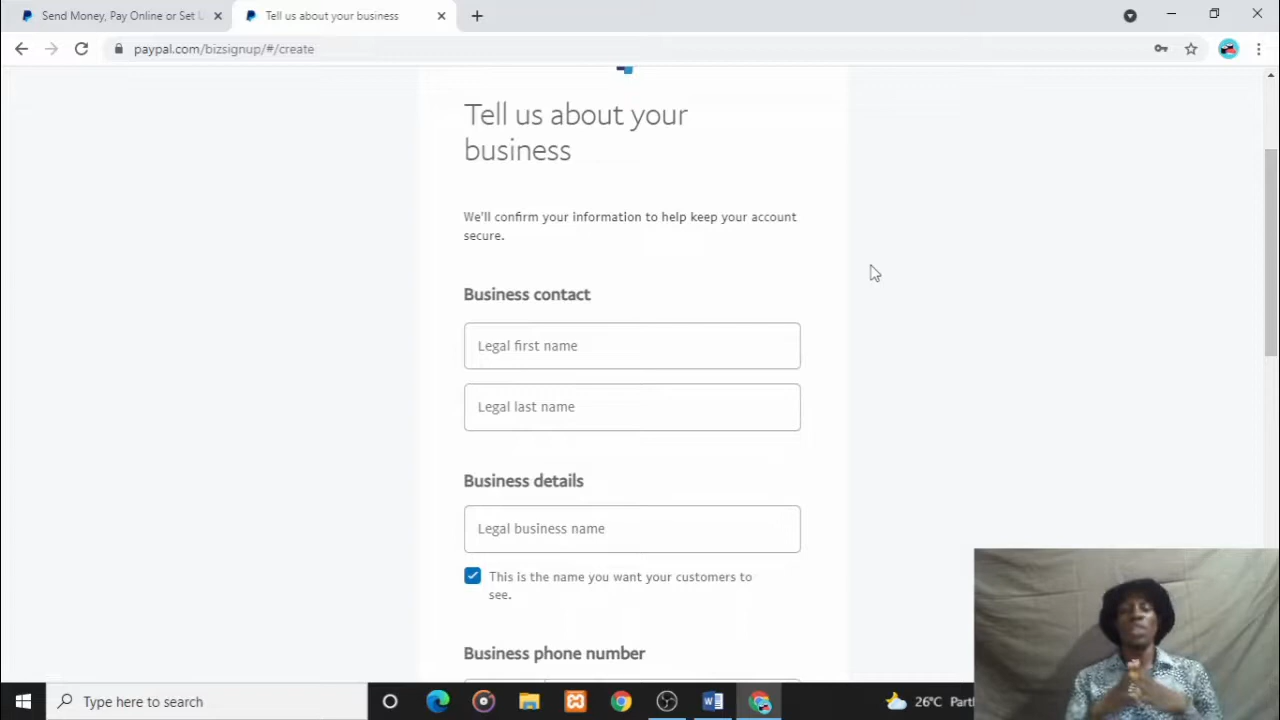 Send Money, Pay Online or Set U
Tell us about your business
paypal.com/bizsignup/#/create
Tell us about your
business
We'll confirm your information to help keep your account
secure.
Business contact
Legal first name
Legal last name
Business details
Legal business name
This is the name you want your customers to
see.
Business phone number
Type here to search
26°C Partl